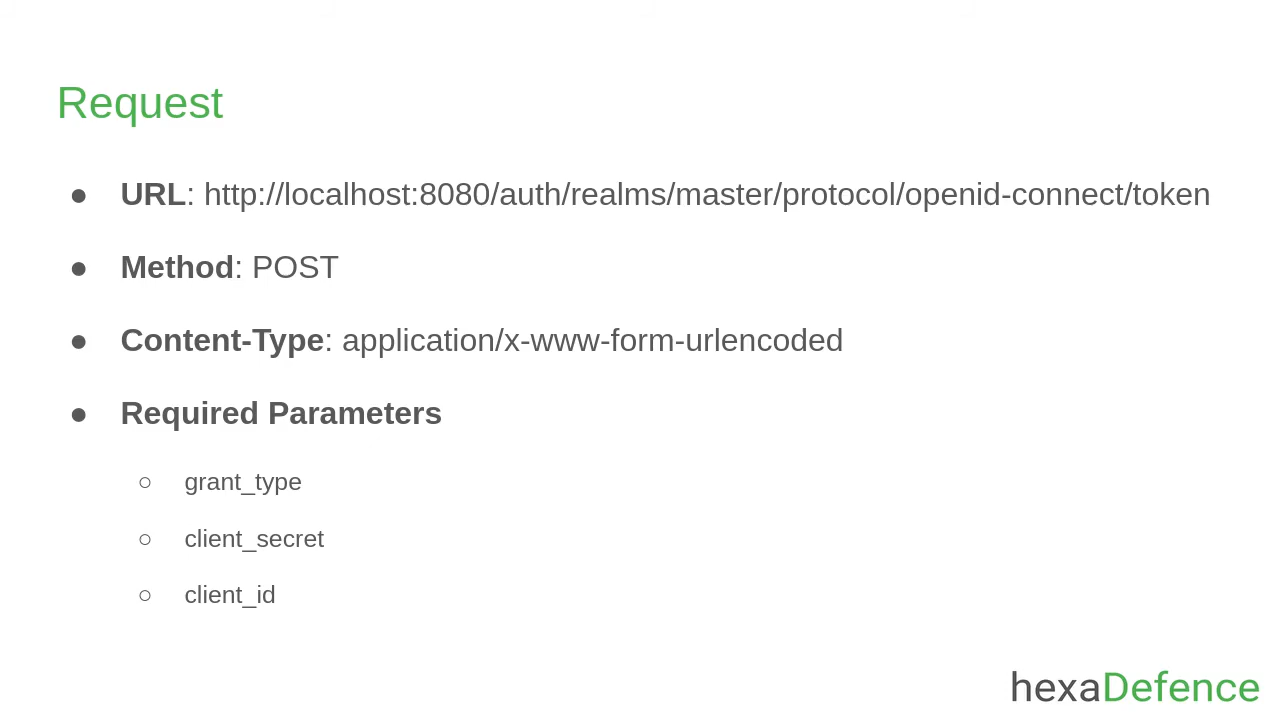 Request
● URL: http://localhost:8080/auth/realms/master/protocol/openid-connect/token
● Method: POST
● Content-Type: application/x-www-form-urlencoded
● Required Parameters
○ grant_type
○ client_secret
○ client_id
hexaDefence